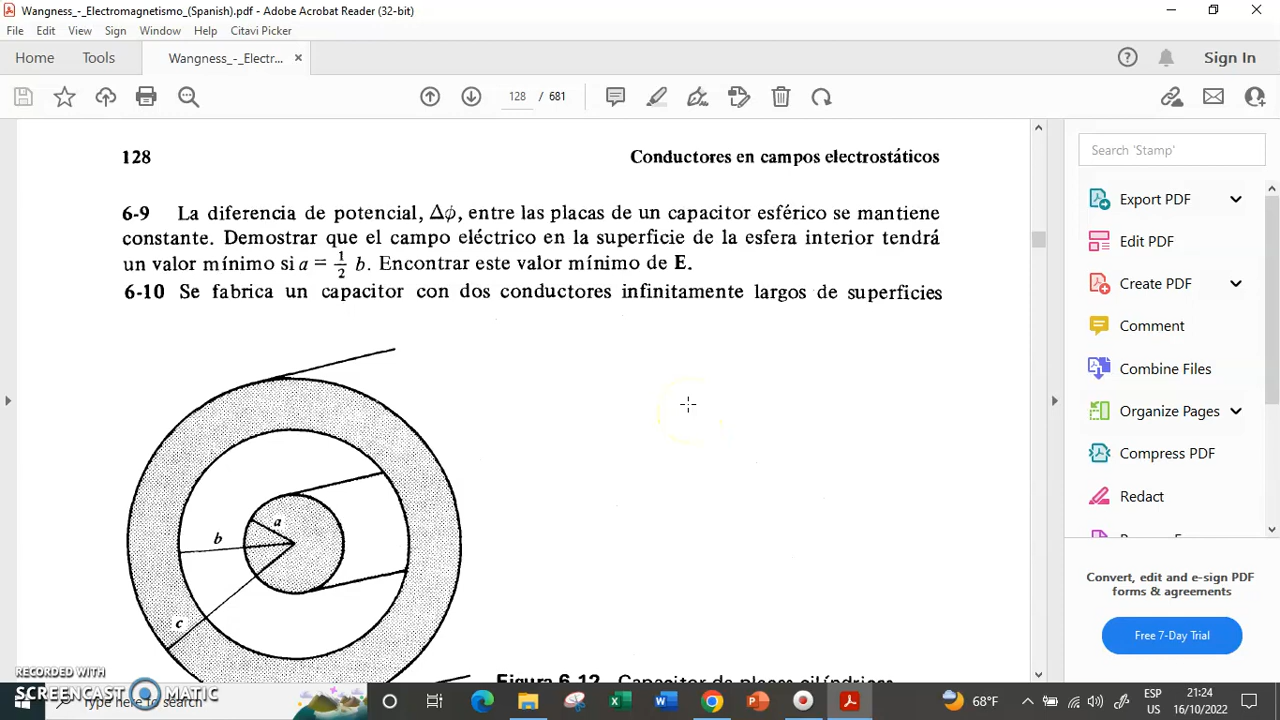 Wangness_-_Electromagnetismo_(Spanish).pdf - Adobe Acrobat Reader (32-bit)
File Edit View Sign Window Help Citavi Picker
Home Tools Wangness_-_Electr... × Sign In
128 / 681
128 Conductores en campos electrostáticos
6-9 La diferencia de potencial, Δϕ, entre las placas de un capacitor esférico se mantiene
constante. Demostrar que el campo eléctrico en la superficie de la esfera interior tendrá
un valor mínimo si a = 1/2 b. Encontrar este valor mínimo de E.
6-10 Se fabrica un capacitor con dos conductores infinitamente largos de superficies
a
b
c
Search 'Stamp'
Export PDF
Edit PDF
Create PDF
Comment
Combine Files
Organize Pages
Compress PDF
Redact
Convert, edit and e-sign PDF
forms & agreements
Free 7-Day Trial
RECORDED WITH
SCREENCAST MATIC
Type here to search
68°F
ESP
US
21:24
16/10/2022